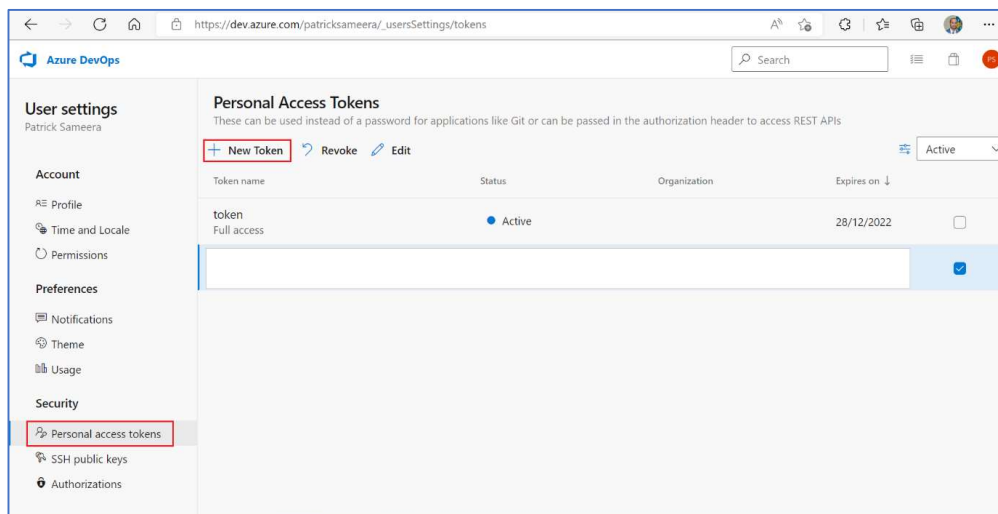 https://dev.azure.com/patricksameera/_usersSettings/tokens
Azure DevOps
Search
PS
User settings
Patrick Sameera
Account
Profile
Time and Locale
Permissions
Preferences
Notifications
Theme
Usage
Security
Personal access tokens
SSH public keys
Authorizations
Personal Access Tokens
These can be used instead of a password for applications like Git or can be passed in the authorization header to access REST APIs
New Token Revoke Edit
Active
Token name Status Organization Expires on ↓
token Active 28/12/2022
Full access